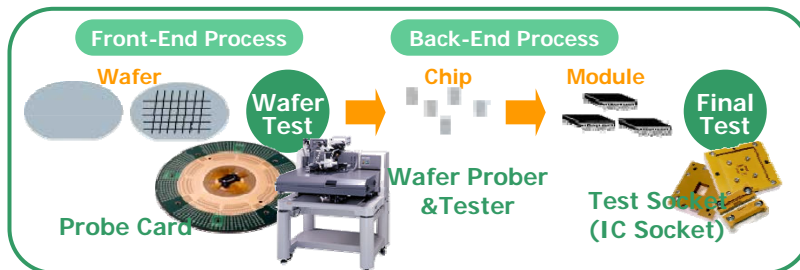 Front-End Process
Back-End Process
Wafer
Chip
Module
Wafer
Test
Final
Test
Wafer Prober
&Tester
Probe Card
Test Socket
(IC Socket)